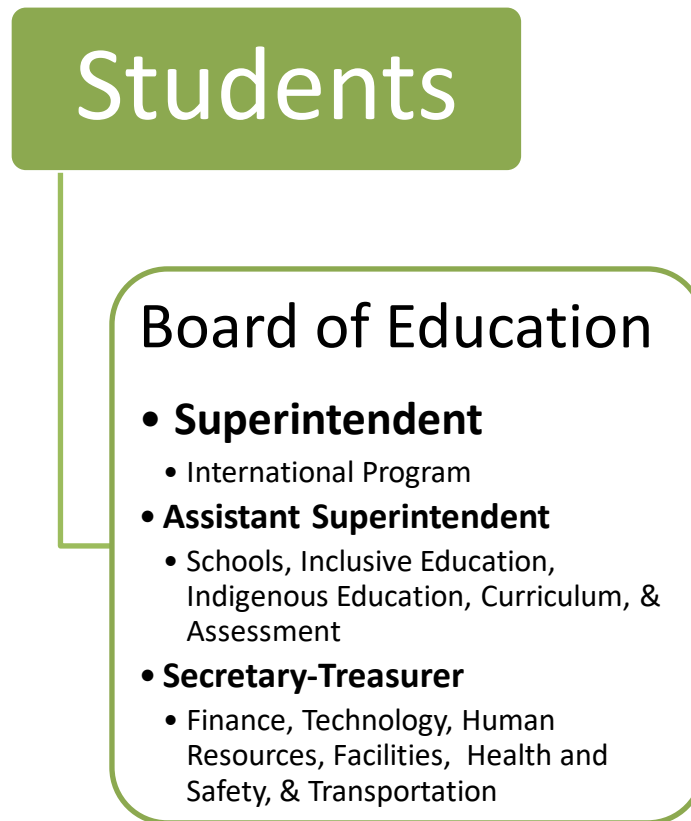 Students
Board of Education
• Superintendent
• International Program
• Assistant Superintendent
• Schools, Inclusive Education,
Indigenous Education, Curriculum, &
Assessment
• Secretary-Treasurer
• Finance, Technology, Human
Resources, Facilities,  Health and
Safety, & Transportation